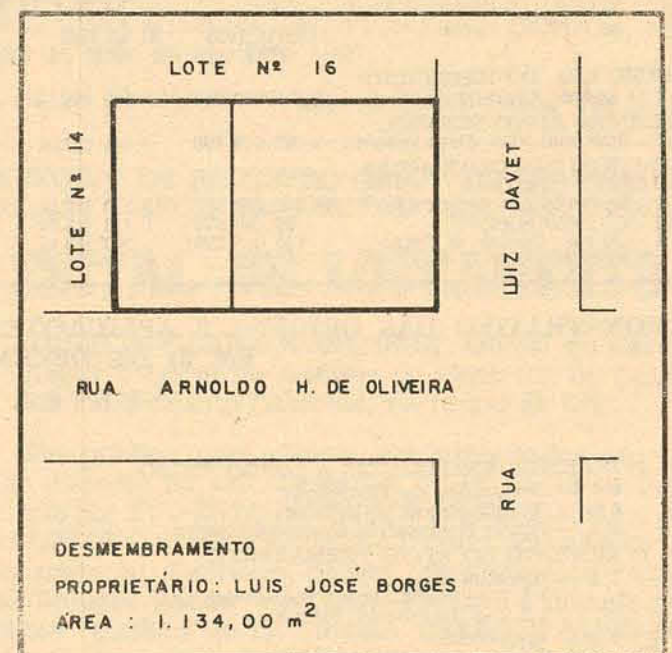 LOTE Nº 16
LOTE Nº 14
LUIZ DAVET
RUA ARNOLDO H. DE OLIVEIRA
RUA
DESMEMBRAMENTO
PROPRIETÁRIO: LUIS JOSÉ BORGES
ÁREA : 1.134,00 m²